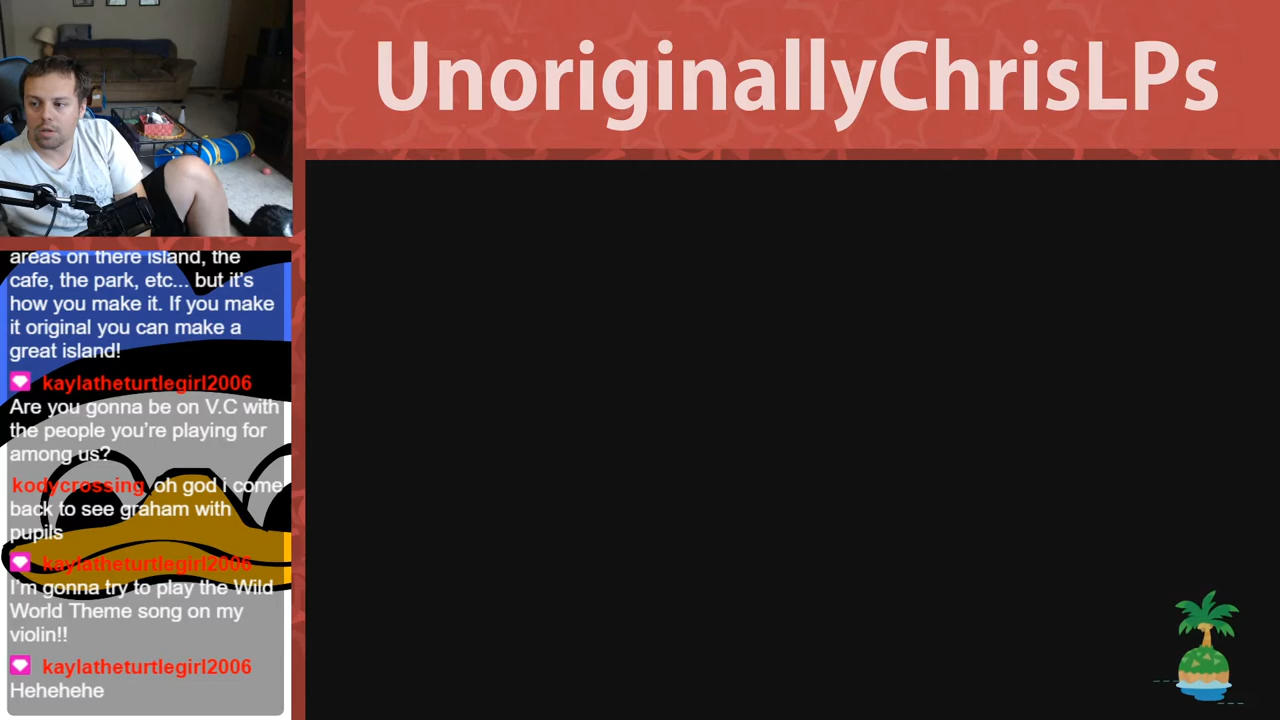 UnoriginallyChrisLPs
areas on there island, the
cafe, the park, etc... but it's
how you make it. If you make
it original you can make a
great island!
kaylatheturtlegirl2006
Are you gonna be on V.C with
the people you're playing for
among us?
kodycrossing oh god i come
back to see graham with
pupils
kaylatheturtlegirl2006
I'm gonna try to play the Wild
World Theme song on my
violin!!
kaylatheturtlegirl2006
Hehehehe